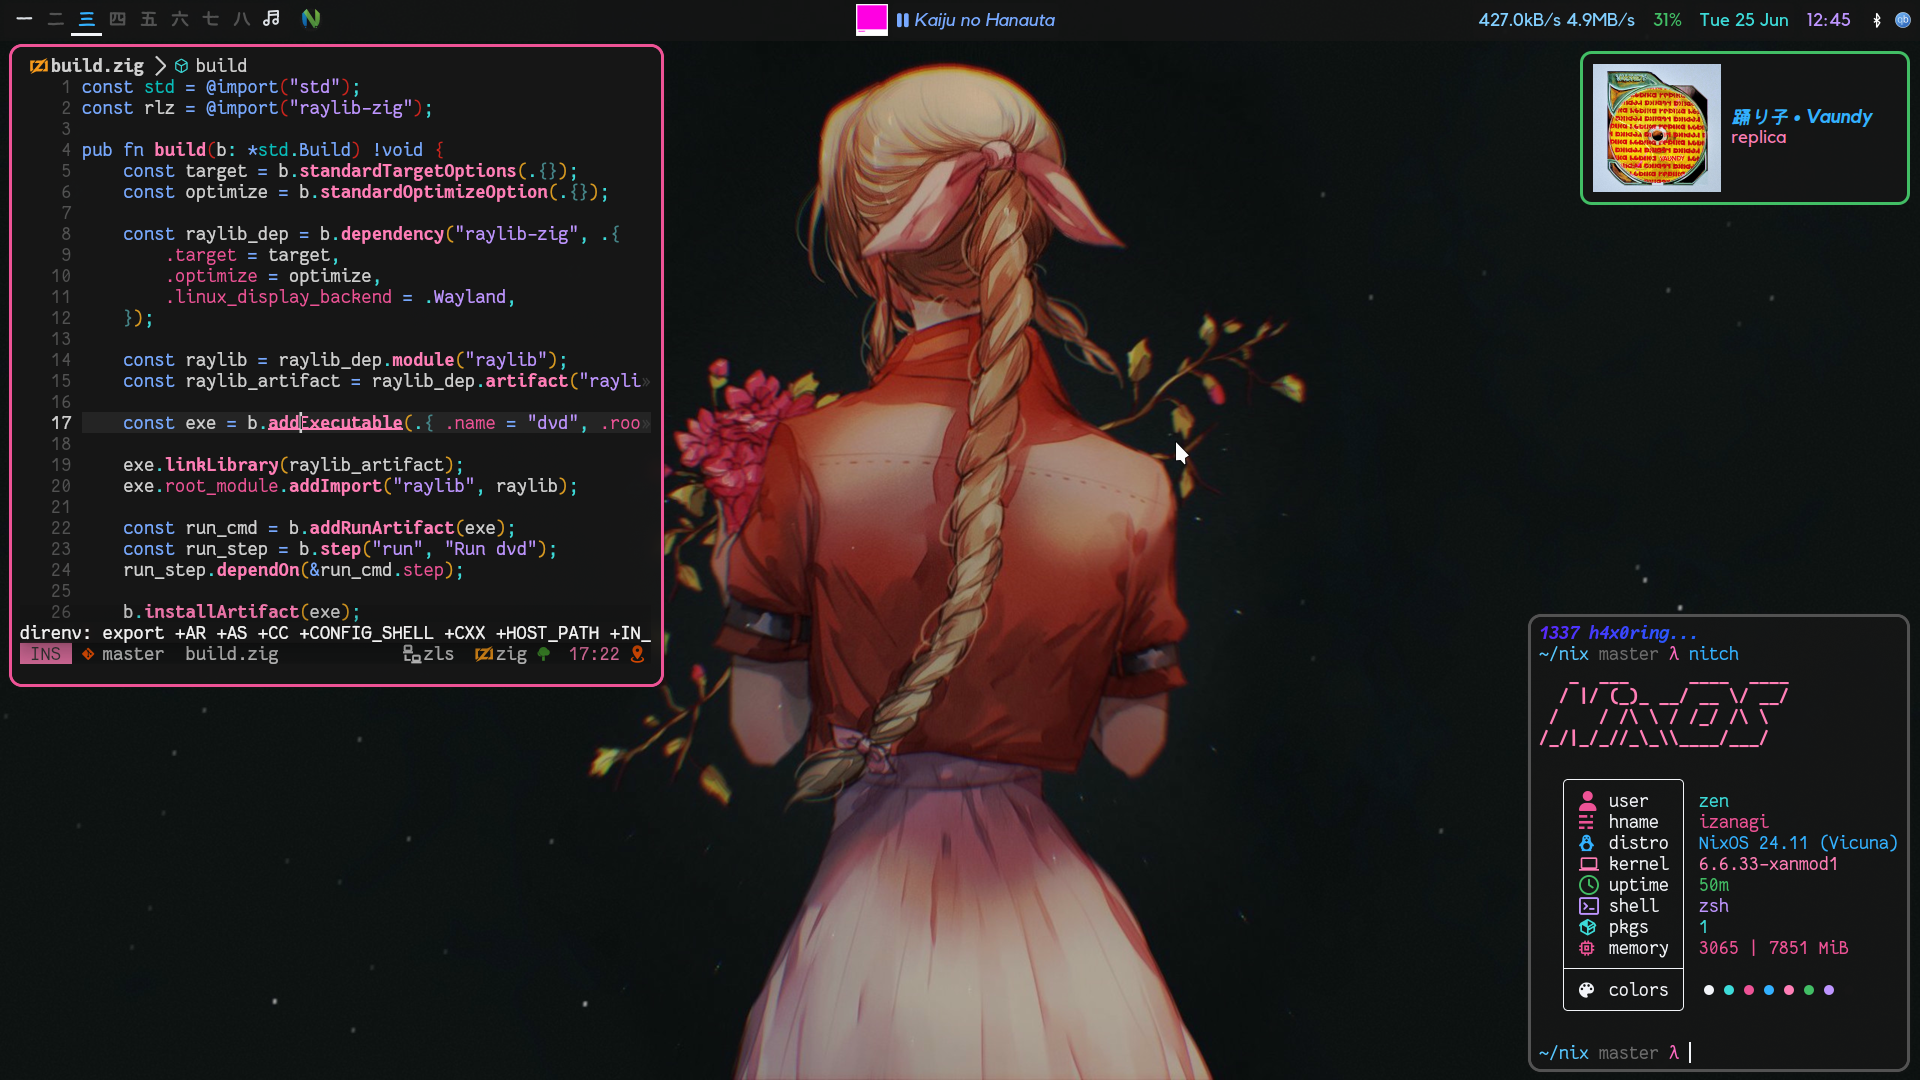 一 二 三 四 五 六 七 八
Kaiju no Hanauta
427.0kB/s 4.9MB/s 31% Tue 25 Jun 12:45
build.zig > build
1 const std = @import("std");
2 const rlz = @import("raylib-zig");
3
4 pub fn build(b: *std.Build) !void {
5 const target = b.standardTargetOptions(.{});
6 const optimize = b.standardOptimizeOption(.{});
7
8 const raylib_dep = b.dependency("raylib-zig", .{
9 .target = target,
10 .optimize = optimize,
11 .linux_display_backend = .Wayland,
12 });
13
14 const raylib = raylib_dep.module("raylib");
15 const raylib_artifact = raylib_dep.artifact("rayli»
16
17 const exe = b.addExecutable(.{ .name = "dvd", .roo»
18
19 exe.linkLibrary(raylib_artifact);
20 exe.root_module.addImport("raylib", raylib);
21
22 const run_cmd = b.addRunArtifact(exe);
23 const run_step = b.step("run", "Run dvd");
24 run_step.dependOn(&run_cmd.step);
25
26 b.installArtifact(exe);
direnv: export +AR +AS +CC +CONFIG_SHELL +CXX +HOST_PATH +IN_
INS master build.zig zls zig 17:22
踊り子 • Vaundy
replica
1337 h4x0ring...
~/nix master λ nitch
user zen
hname izanagi
distro NixOS 24.11 (Vicuna)
kernel 6.6.33-xanmod1
uptime 50m
shell zsh
pkgs 1
memory 3065 | 7851 MiB
colors
~/nix master λ